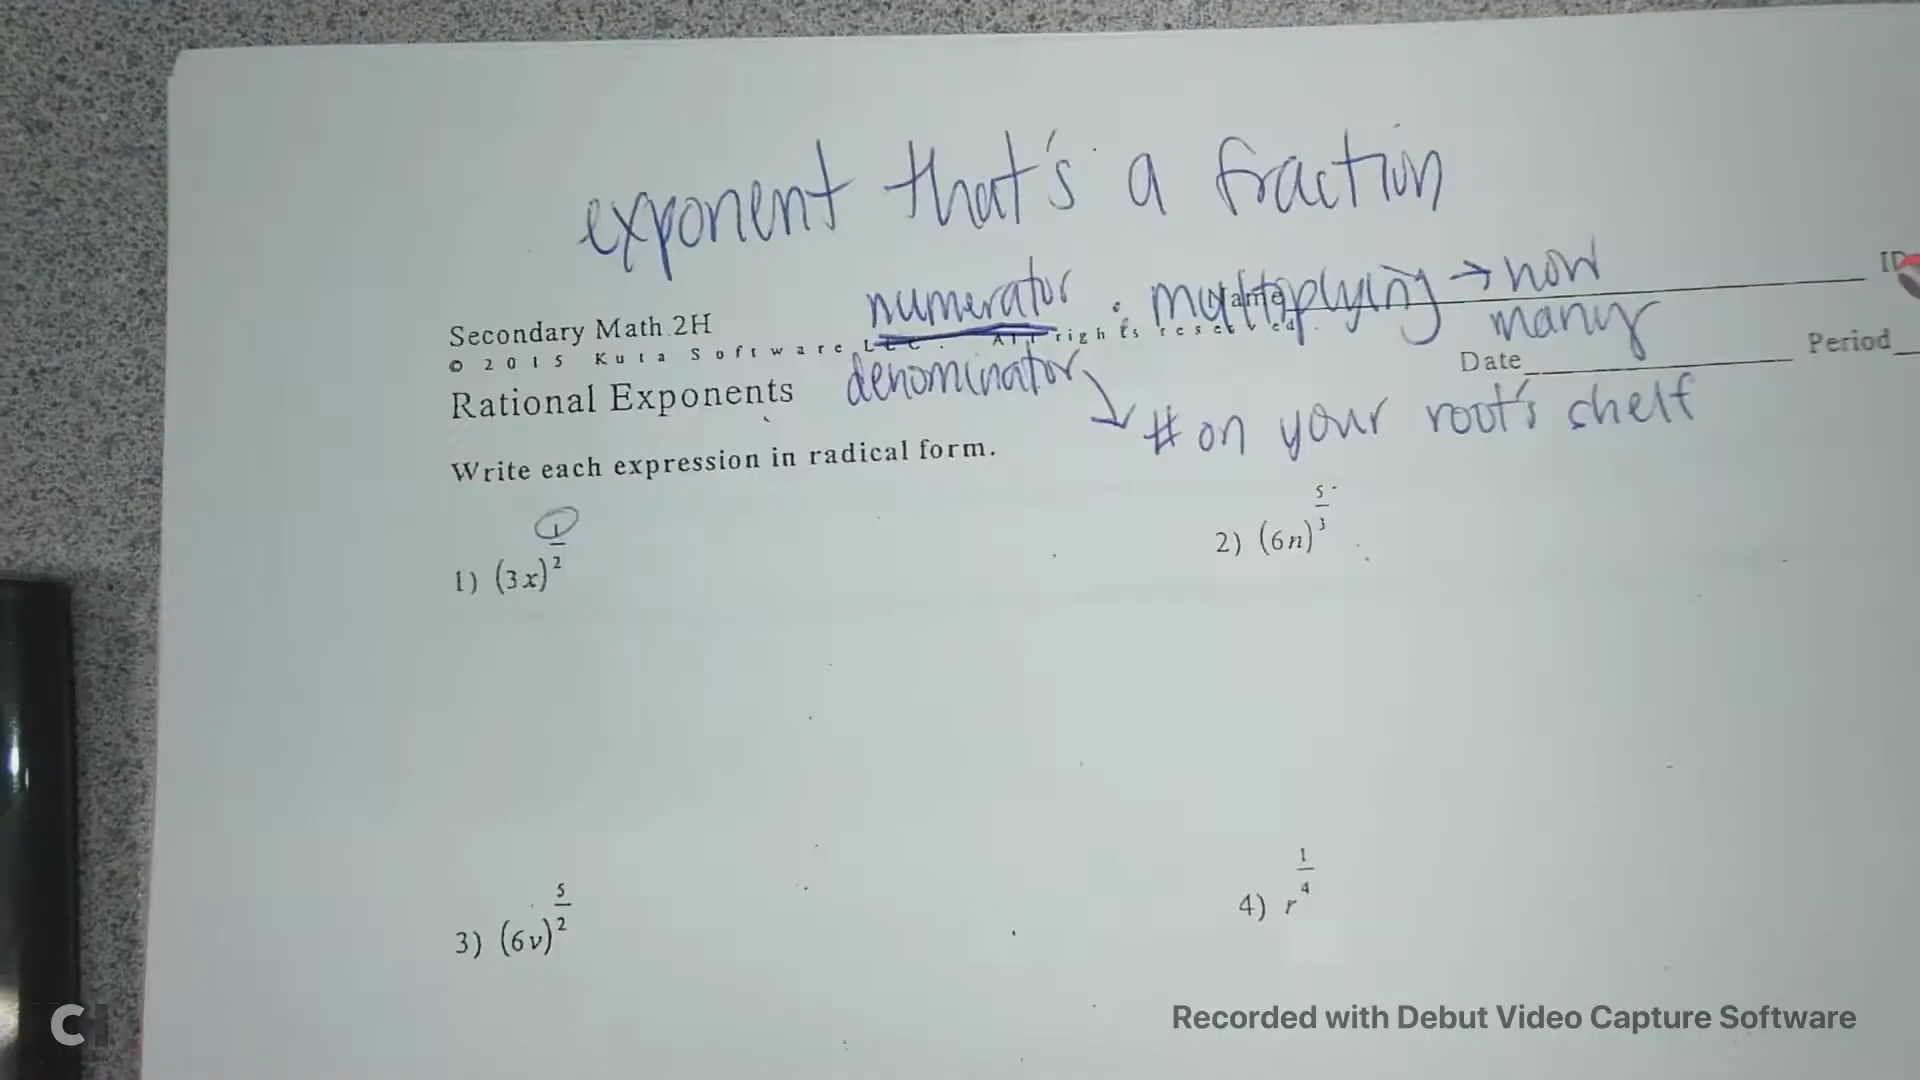 exponent that's a fraction
numerator : multiplying → how many
Secondary Math 2H
© 2015 Kuta Software LLC. All rights reserved.
Name ID
denominator → # on your root's shelf
Date Period
Rational Exponents
Write each expression in radical form.
1) (3x)^(1/2)
2) (6n)^(5/3)
3) (6v)^(5/2)
4) r^(1/4)
CH
Recorded with Debut Video Capture Software